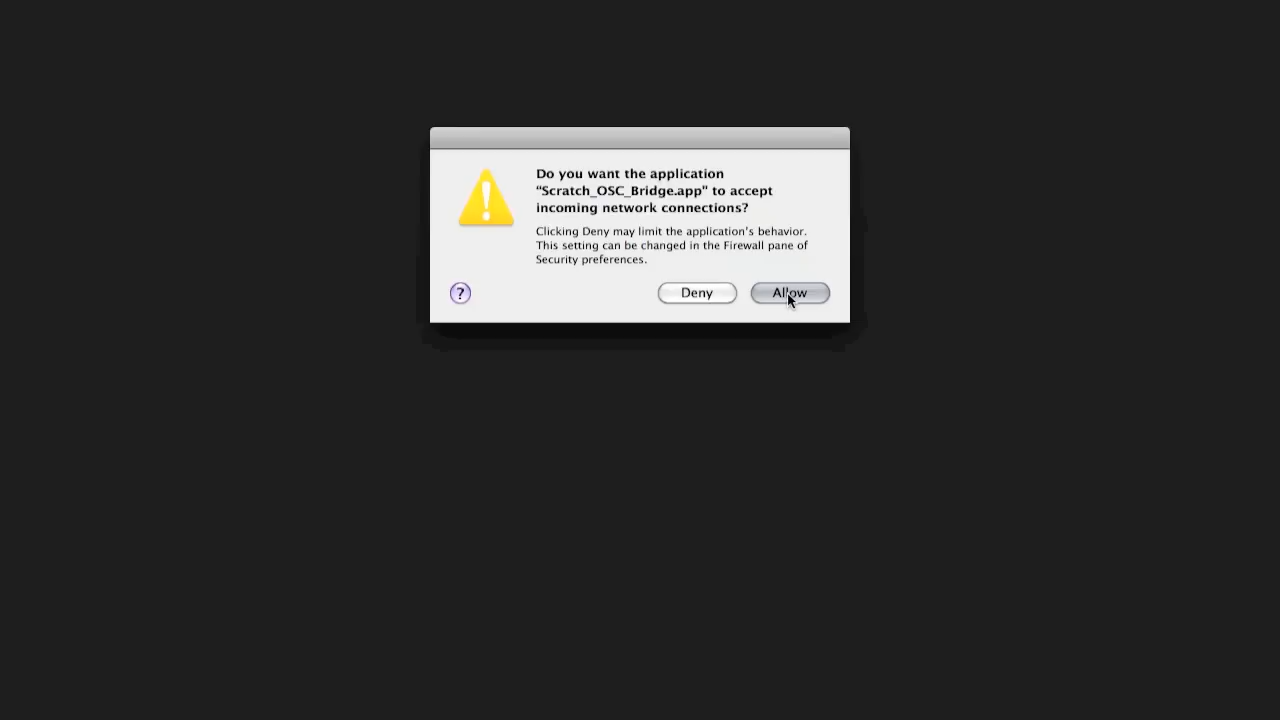 Do you want the application
“Scratch_OSC_Bridge.app” to accept
incoming network connections?
Clicking Deny may limit the application's behavior.
This setting can be changed in the Firewall pane of
Security preferences.
?
Deny
Allow